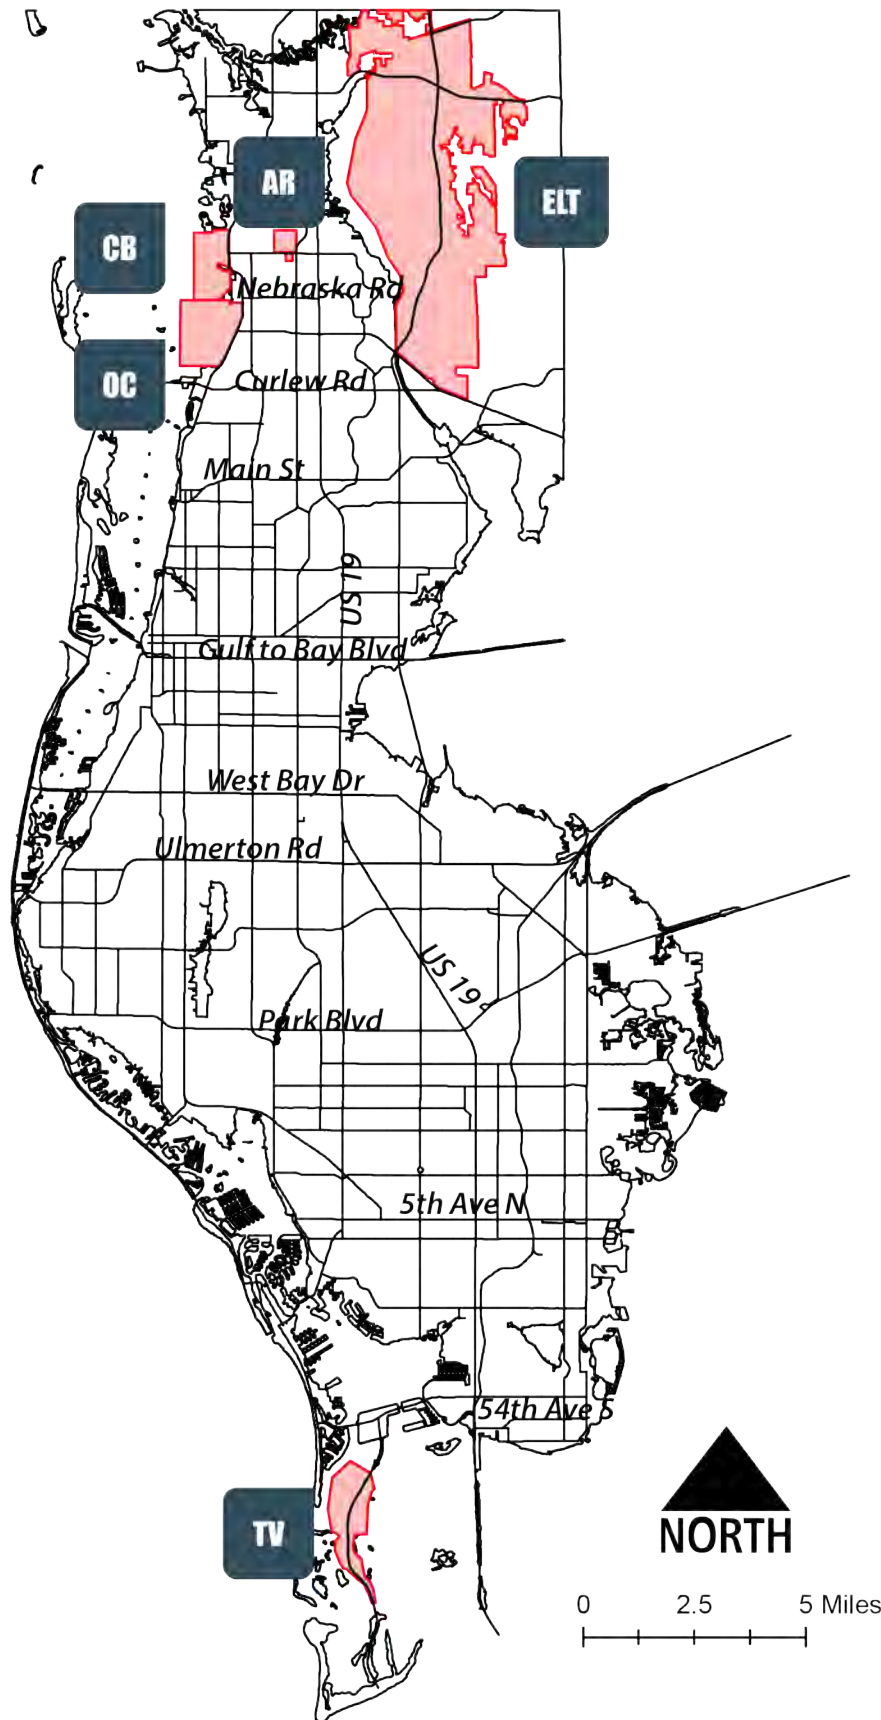 AR
ELT
CB
Nebraska Rd
OC
Curlew Rd
Main St
US 19
Gulf to Bay Blvd
West Bay Dr
Ulmerton Rd
US 19
Park Blvd
5th Ave N
54th Ave S
TV
NORTH
0 2.5 5 Miles